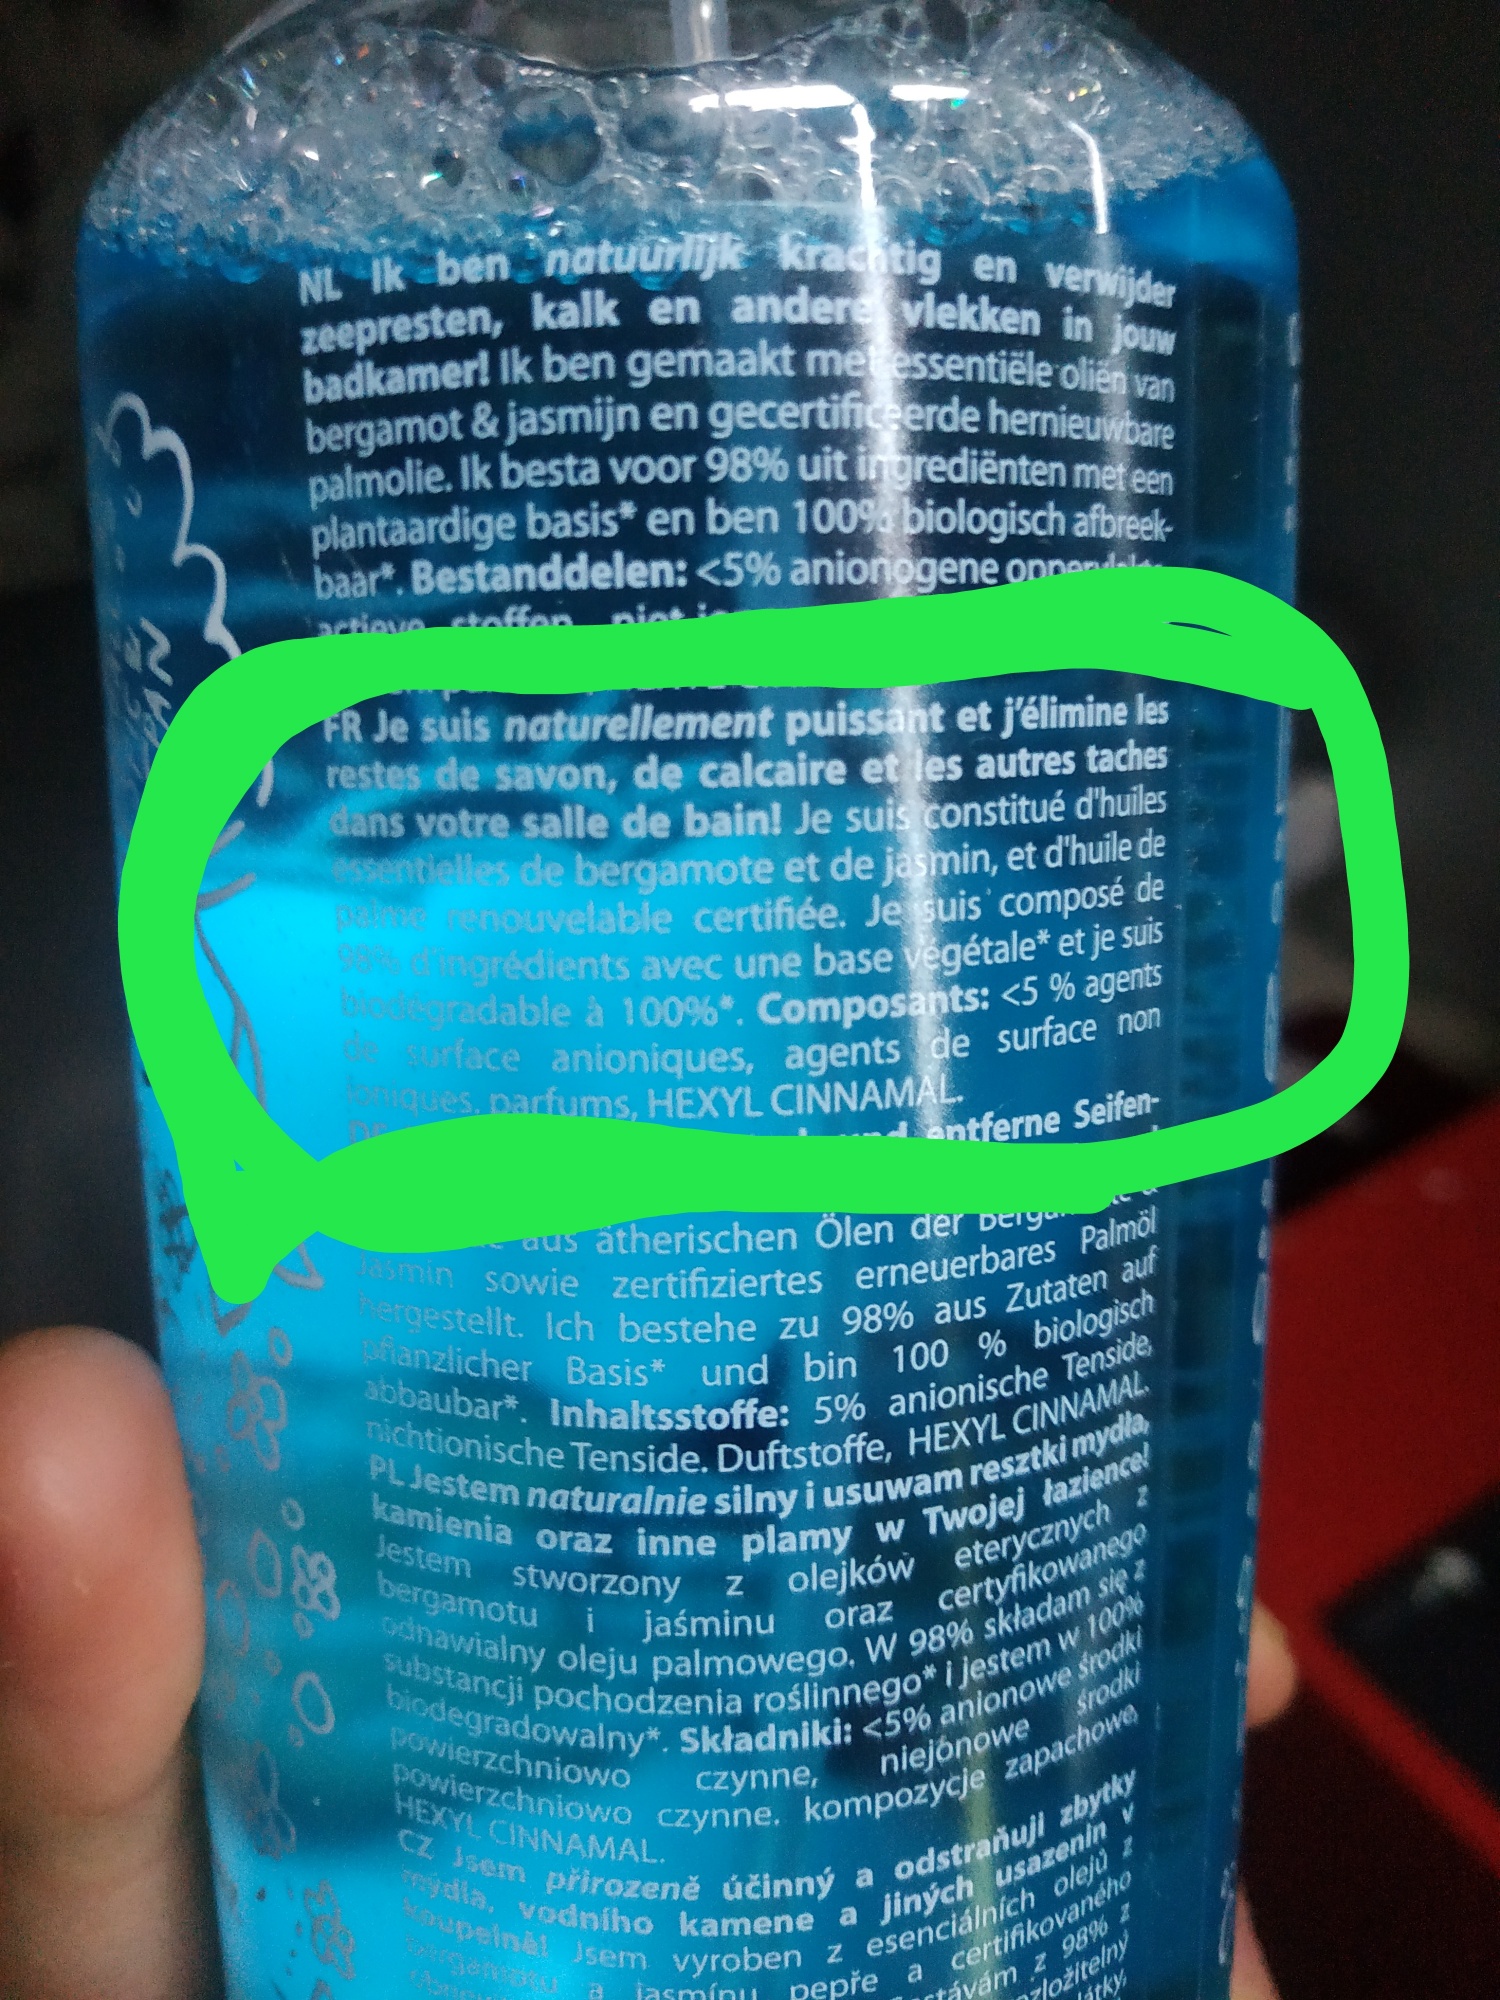 NL Ik ben natuurlijk krachtig en verwijder
zeepresten, kalk en andere vlekken in jouw
badkamer! Ik ben gemaakt met essentiële oliën van
bergamot & jasmijn en gecertificeerde hernieuwbare
palmolie. Ik besta voor 98% uit ingrediënten met een
plantaardige basis* en ben 100% biologisch afbreek-
baar*. Bestanddelen: <5% anionogene
actieve stoffen,
FR Je suis naturellement puissant et j'élimine les
restes de savon, de calcaire et les autres taches
dans votre salle de bain! Je suis constitué d'huiles
essentielles de bergamote et de jasmin, et d'huile de
palme renouvelable certifiée. Je suis composé de
98% d'ingrédients avec une base végétale* et je suis
biodégradable à 100%*. Composants: <5 % agents
de surface anioniques, agents de surface non
ioniques, parfums, HEXYL CINNAMAL.
und entferne Seifen-
aus ätherischen Ölen der
Jasmin sowie zertifiziertes erneuerbares Palmöl
hergestellt. Ich bestehe zu 98% aus Zutaten auf
pflanzlicher Basis* und bin 100 % biologisch
abbaubar*. Inhaltsstoffe: 5% anionische Tenside,
nichtionische Tenside. Duftstoffe, HEXYL CINNAMAL.
PL Jestem naturalnie silny i usuwam resztki mydła,
kamienia oraz inne plamy w Twojej łazience!
Jestem stworzony z olejków eterycznych z
bergamotu i jaśminu oraz certyfikowanego
odnawialny oleju palmowego. W 98% składam się z
substancji pochodzenia roślinnego* i jestem w 100%
biodegradowalny*. Składniki: <5% anionowe środki
powierzchniowo czynne, niejonowe środki
powierzchniowo czynne. kompozycje zapachowe,
HEXYL CINNAMAL.
CZ Jsem přirozeně účinný a odstraňuji zbytky
mýdla, vodního kamene a jiných usazenin v
koupelně! Jsem vyroben z esenciálních olejů z
bergamotu a jasmínu pepře a certifikovaného
z 98% z